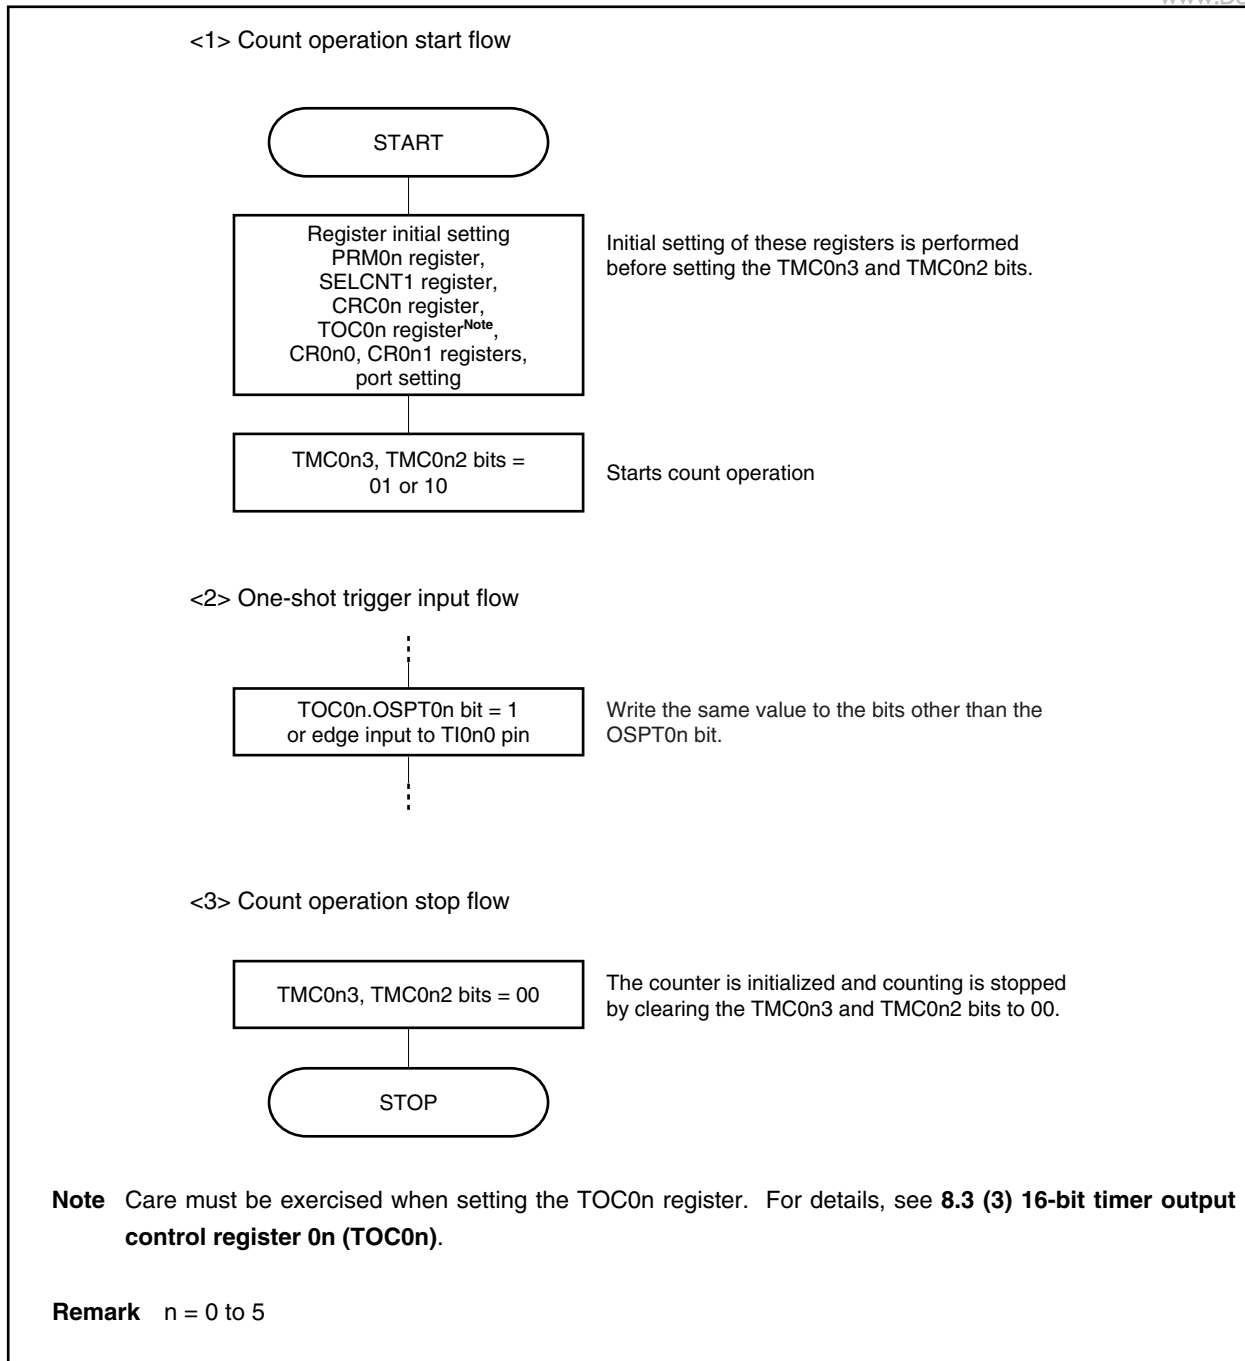 <1> Count operation start flow
START
Register initial setting
PRM0n register,
SELCNT1 register,
CRC0n register,
TOC0n registerNote,
CR0n0, CR0n1 registers,
port setting
Initial setting of these registers is performed
before setting the TMC0n3 and TMC0n2 bits.
TMC0n3, TMC0n2 bits =
01 or 10
Starts count operation
<2> One-shot trigger input flow
TOC0n.OSPT0n bit = 1
or edge input to TI0n0 pin
Write the same value to the bits other than the
OSPT0n bit.
<3> Count operation stop flow
TMC0n3, TMC0n2 bits = 00
The counter is initialized and counting is stopped
by clearing the TMC0n3 and TMC0n2 bits to 00.
STOP
Note Care must be exercised when setting the TOC0n register. For details, see 8.3 (3) 16-bit timer output
control register 0n (TOC0n).
Remark n = 0 to 5